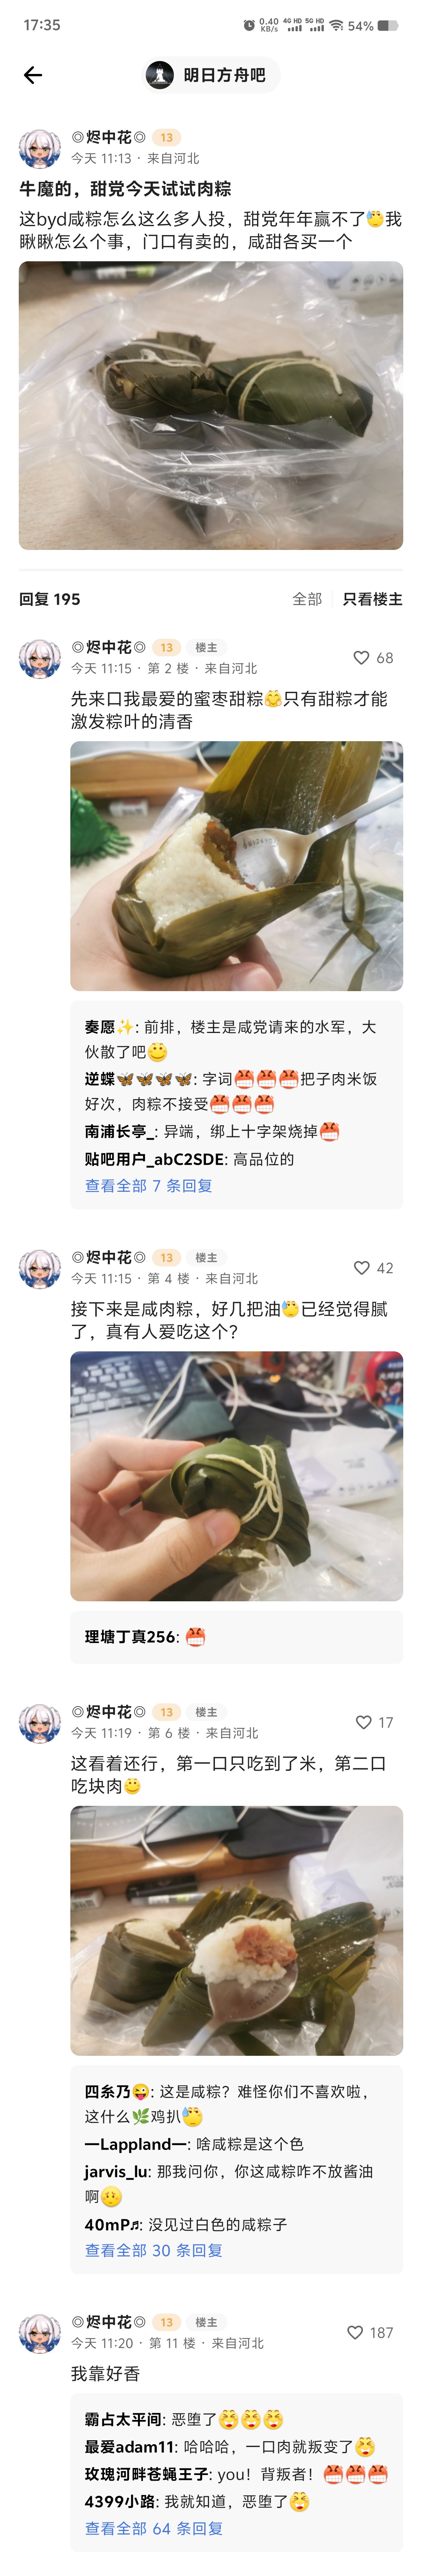 17:35
0.40 KB/s 4G HD 5G HD 54%
明日方舟吧
◎烬中花◎ 13
今天 11:13 · 来自河北
牛魔的，甜党今天试试肉粽
这byd咸粽怎么这么多人投，甜党年年赢不了😓我
瞅瞅怎么个事，门口有卖的，咸甜各买一个
回复 195
全部 只看楼主
◎烬中花◎ 13 楼主
今天 11:15 · 第 2 楼 · 来自河北
68
先来口我最爱的蜜枣甜粽🤗只有甜粽才能
激发粽叶的清香
奏愿✨: 前排，楼主是咸党请来的水军，大
伙散了吧🙂
逆蝶🦋🦋🦋🦋: 字词😡😡😡把子肉米饭
好次，肉粽不接受😡😡😡
南浦长亭_: 异端，绑上十字架烧掉😡
贴吧用户_abC2SDE: 高品位的
查看全部 7 条回复
◎烬中花◎ 13 楼主
今天 11:15 · 第 4 楼 · 来自河北
42
接下来是咸肉粽，好几把油😓已经觉得腻
了，真有人爱吃这个？
理塘丁真256: 😡
◎烬中花◎ 13 楼主
今天 11:19 · 第 6 楼 · 来自河北
17
这看着还行，第一口只吃到了米，第二口
吃块肉🙂
四糸乃😜: 这是咸粽？难怪你们不喜欢啦，
这什么🌿鸡扒😓
一Lappland一: 啥咸粽是这个色
jarvis_lu: 那我问你，你这咸粽咋不放酱油
啊😟
40mP♬: 没见过白色的咸粽子
查看全部 30 条回复
◎烬中花◎ 13 楼主
今天 11:20 · 第 11 楼 · 来自河北
187
我靠好香
霸占太平间: 恶堕了😆😆😆
最爱adam11: 哈哈哈，一口肉就叛变了😆
玫瑰河畔苍蝇王子: you！背叛者！😡😡😡
4399小路: 我就知道，恶堕了😆
查看全部 64 条回复